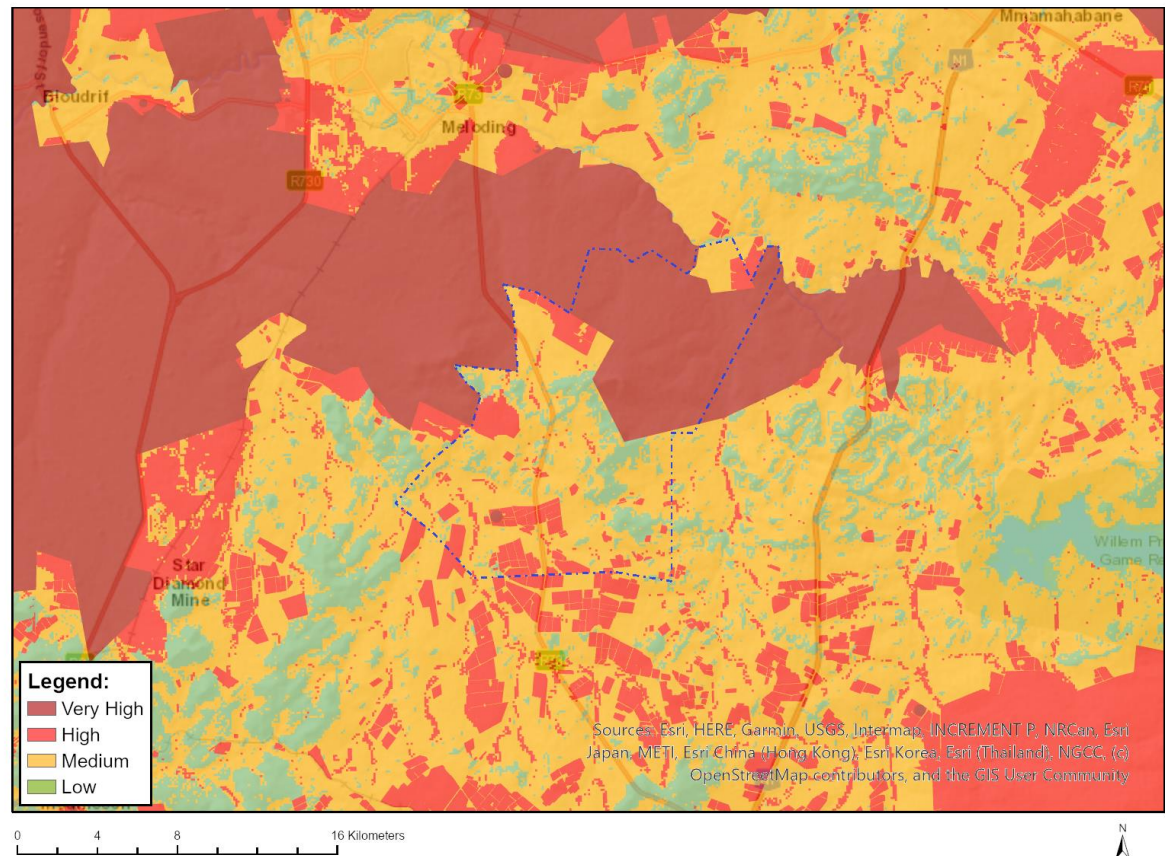 Mmamahabane
N1
R70
Bloudrif
R73
Meloding
R730
Willem Pr
Game Re
Star
Diamond
Mine
Legend:
Very High
High
Medium
Low
Sources: Esri, HERE, Garmin, USGS, Intermap, INCREMENT P, NRCan, Esri
Japan, METI, Esri China (Hong Kong), Esri Korea, Esri (Thailand), NGCC, (c)
OpenStreetMap contributors, and the GIS User Community
0 4 8 16 Kilometers
N